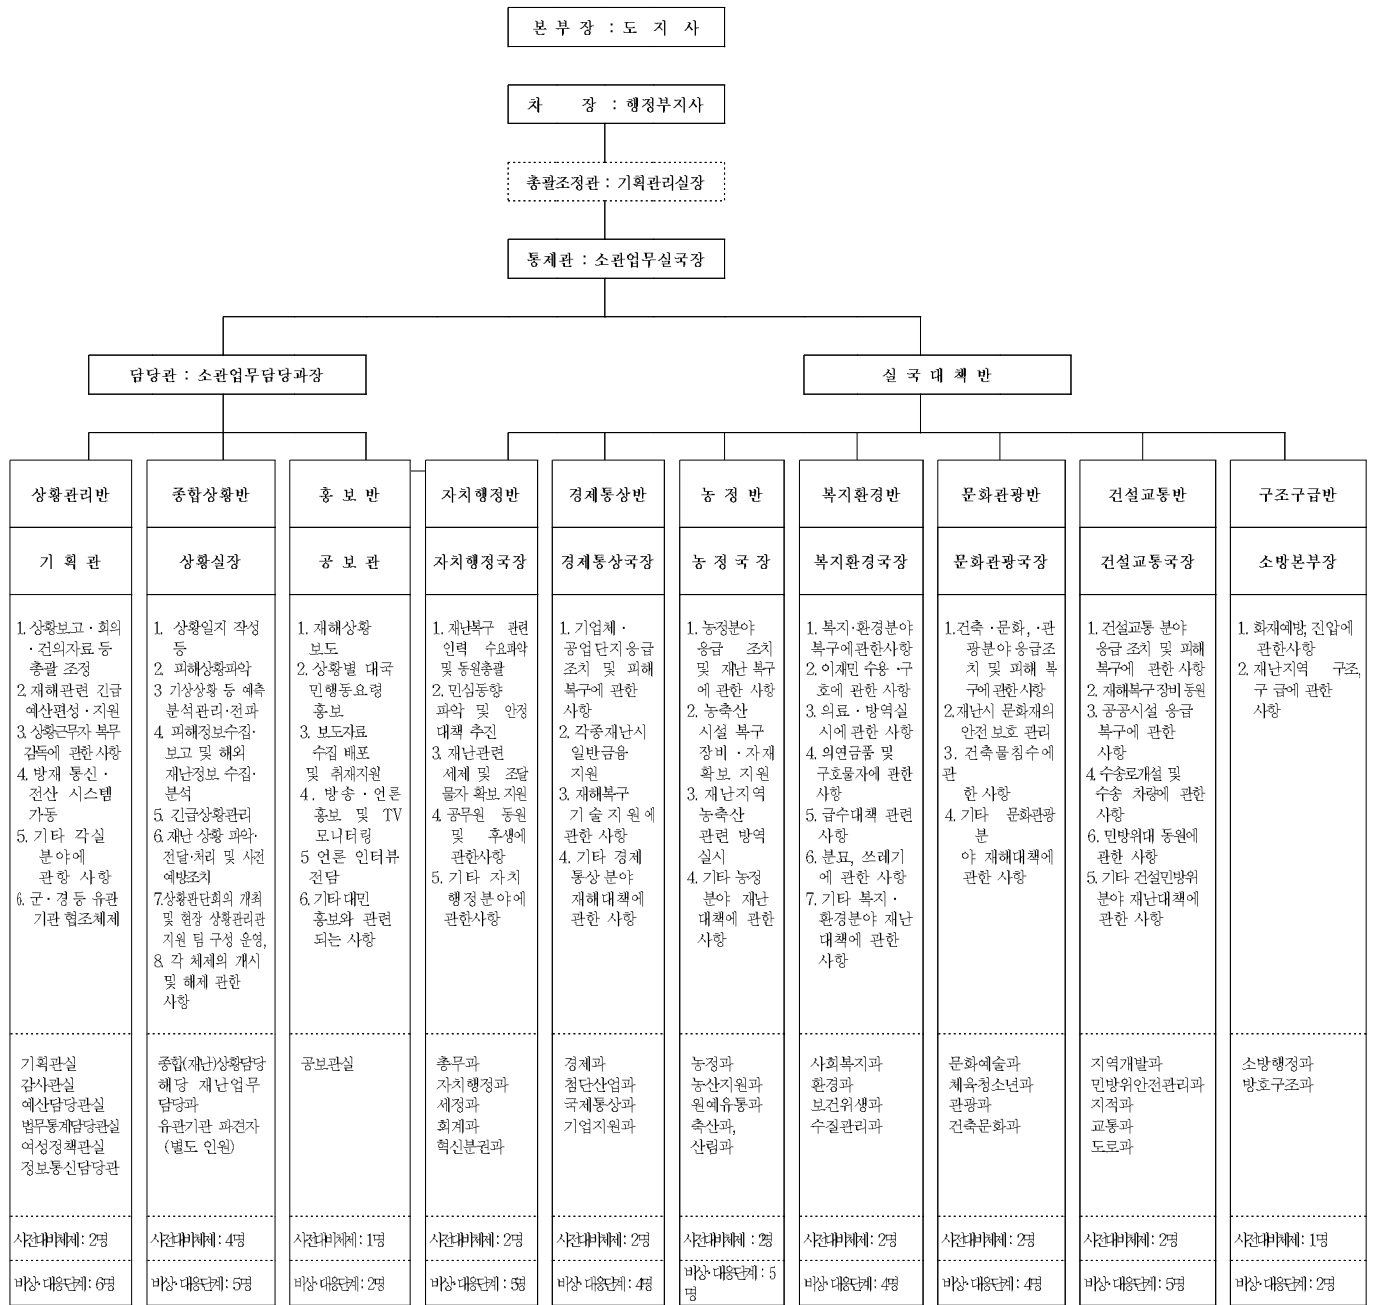 본 부 장 : 도 지 사
차 장 : 행정부지사
총괄조정관 : 기획관리실장
통제관 : 소관업무실국장
담당관 : 소관업무담당과장
실 국 대 책 반
상황관리반
기 획 관
1. 상황보고 · 회의
· 건의자료 등
총괄 조정
2. 재해관련 긴급
예산편성 · 지원
3. 상황근무자 복무
감독에 관한 사항
4. 방재 통신 ·
전산 시스템
가동
5. 기타 각실
분야에
관항 사항
6. 군 · 경 등 유관
기관 협조체제
기획관실
감사관실
예산담당관실
법무통계담당관실
여성정책관실
정보통신담당관
사전대비체제 : 2명
비상·대응단계 : 6명
종합상황반
상황실장
1. 상황일지 작성
등
2. 피해상황파악
3 기상상황 등 예측
분석관리·전파
4. 피해정보수집·
보고 및 해외
재난정보 수집·
분석
5. 긴급상황관리
6. 재난 상황 파악·
전달·처리 및 사전
예방조치
7.상황판단회의 개최
및 현장 상황관리관
지원 팀 구성 운영,
8. 각 체제의 개시
및 해제 관한
사항
종합(재난)상황담당
해당 재난업무
담당과
유관기관 파견자
(별도 인원)
사전대비체제 : 4명
비상·대응단계 : 5명
홍 보 반
공 보 관
1. 재해상황
보도
2. 상황별 대국
민행동요령
홍보
3. 보도자료
수집 배포
및 취재지원
4. 방송 · 언론
홍보 및 TV
모니터링
5 언론 인터뷰
전담
6. 기타 대민
홍보와 관련
되는 사항
공보관실
사전대비체제 : 1명
비상·대응단계 : 2명
자치행정반
자치행정국장
1. 재난복구 관련
인력 수요파악
및 동원총괄
2. 민심동향
파악 및 안정
대책 추진
3. 재난관련
세제 및 조달
물자 확보 지원
4. 공무원 동원
및 후생에
관한사항
5. 기타 자치
행정분야에
관한사항
총무과
자치행정과
세정과
회계과
혁신분권과
사전대비체제 : 2명
비상·대응단계 : 5명
경제통상반
경제통상국장
1. 기업체 ·
공업단지응급
조치 및 피해
복구에 관한
사항
2. 각종재난시
일반금융
지원
3. 재해복구
기술지원에
관한 사항
4. 기타 경제
통상 분야
재해대책에
관한 사항
경제과
첨단산업과
국제통상과
기업지원과
사전대비체제 : 2명
비상·대응단계 : 4명
농 정 반
농 정 국 장
1. 농정분야
응급 조치
및 재난 복구
에 관한 사항
2. 농축산
시설 복구
장비 · 자재
확보 지원
3. 재난지역
농축산
관련 방역
실시
4. 기타 농정
분야 재난
대책에 관한
사항
농정과
농산지원과
원예유통과
축산과,
산림과
사전대비체제 : 2명
비상·대응단계 : 5
명
복지환경반
복지환경국장
1. 복지·환경분야
복구에관한사항
2. 이재민 수용 ·구
호에 관한 사항
3. 의료 · 방역실
시에 관한 사항
4. 의연금품 및
구호물자에 관한
사항
5. 급수대책 관련
사항
6. 분뇨, 쓰레기
에 관한 사항
7. 기타 복지·
환경분야 재난
대책에 관한
사항
사회복지과
환경과
보건위생과
수질관리과
사전대비체제 : 2명
비상·대응단계 : 4명
문화관광반
문화관광국장
1.건축 · 문화, ·관
광분야 응급조
치 및 피해 복
구에 관한 사항
2.재난시 문화재의
안전 보호 관리
3. 건축물침수에
관
한 사항
4. 기타 문화관광
분
야 재해대책에
관한 사항
문화예술과
체육청소년과
관광과
건축문화과
사전대비체제 : 2명
비상·대응단계 : 4명
건설교통반
건설교통국장
1. 건설교통 분야
응급 조치 및 피해
복구에 관한 사항
2. 재해복구 장비 동원
3. 공공시설 응급
복구에 관한
사항
4. 수송로개설 및
수송 차량에 관한
사항
6. 민방위대 동원에
관한 사항
5. 기타 건설민방위
분야 재난대책에
관한 사항
지역개발과
민방위안전관리과
지적과
교통과
도로과
사전대비체제 : 2명
비상·대응단계 : 5명
구조구급반
소방본부장
1. 화재예방, 진압에
관한사항
2. 재난지역 구조,
구 급에 관한
사항
소방행정과
방호구조과
사전대비체제 : 1명
비상·대응단계 : 2명